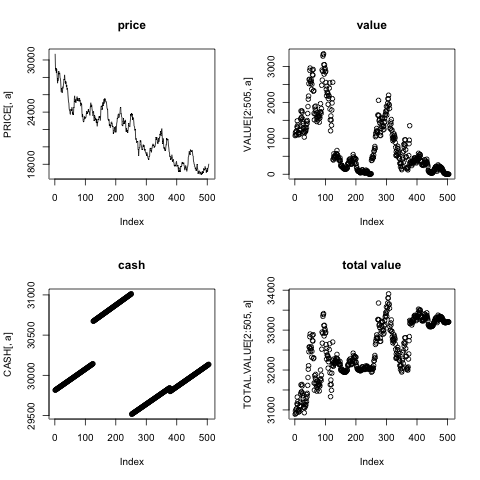 price
PRICE[, a]
30000
24000
18000
0 100 200 300 400 500
Index
value
VALUE[2:505, a]
3000
2000
1000
0
0 100 200 300 400 500
Index
cash
CASH[, a]
31000
30500
30000
29500
0 100 200 300 400 500
Index
total value
TOTAL.VALUE[2:505, a]
34000
33000
32000
31000
0 100 200 300 400 500
Index